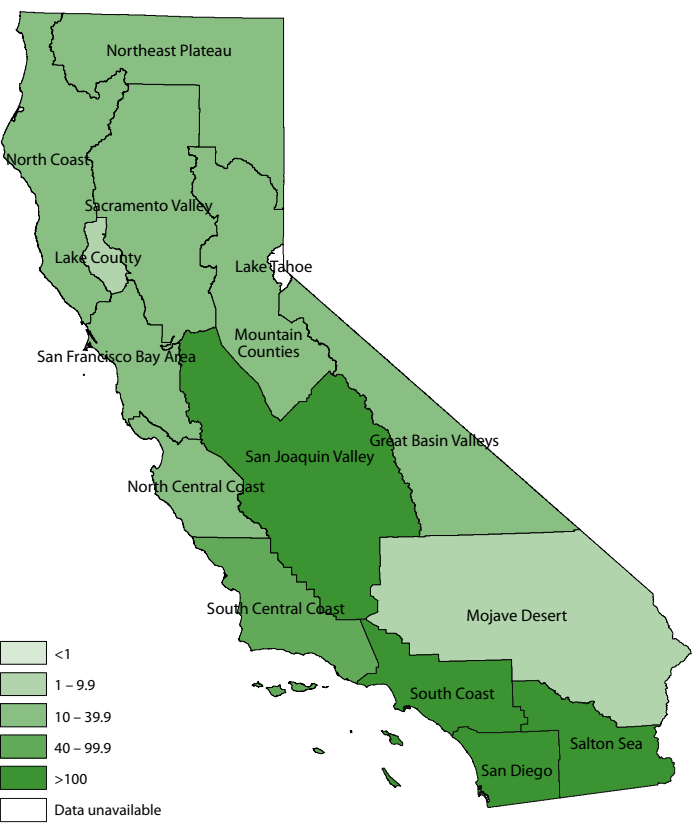 Northeast Plateau
North Coast
Sacramento Valley
Lake County
Lake Tahoe
Mountain
Counties
San Francisco Bay Area
Great Basin Valleys
San Joaquin Valley
North Central Coast
South Central Coast
Mojave Desert
South Coast
Salton Sea
San Diego
<1
1 – 9.9
10 – 39.9
40 – 99.9
>100
Data unavailable